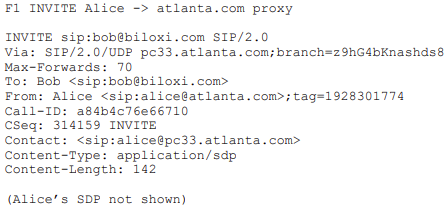 F1 INVITE Alice -> atlanta.com proxy
INVITE sip:bob@biloxi.com SIP/2.0
Via: SIP/2.0/UDP pc33.atlanta.com;branch=z9hG4bKnashds8
Max-Forwards: 70
To: Bob <sip:bob@biloxi.com>
From: Alice <sip:alice@atlanta.com>;tag=1928301774
Call-ID: a84b4c76e66710
CSeq: 314159 INVITE
Contact: <sip:alice@pc33.atlanta.com>
Content-Type: application/sdp
Content-Length: 142
(Alice’s SDP not shown)